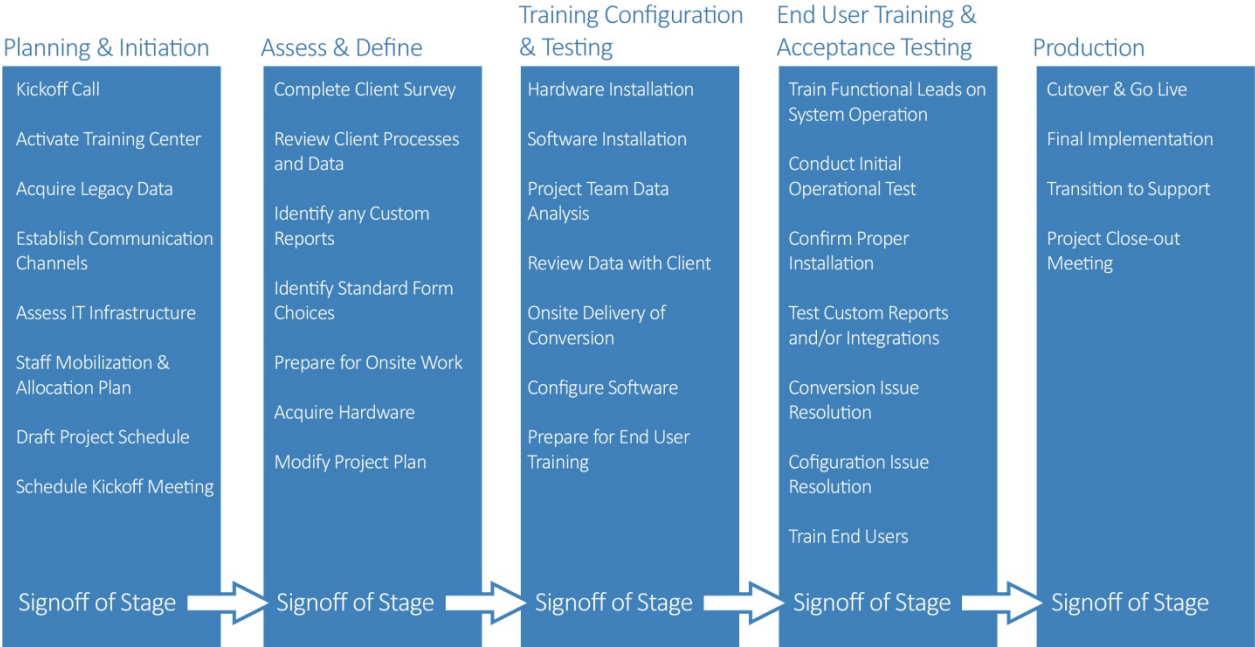 Planning & Initiation
Kickoff Call
Activate Training Center
Acquire Legacy Data
Establish Communication
Channels
Assess IT Infrastructure
Staff Mobilization &
Allocation Plan
Draft Project Schedule
Schedule Kickoff Meeting
Signoff of Stage
Assess & Define
Complete Client Survey
Review Client Processes
and Data
Identify any Custom
Reports
Identify Standard Form
Choices
Prepare for Onsite Work
Acquire Hardware
Modify Project Plan
Signoff of Stage
Training Configuration
& Testing
Hardware Installation
Software Installation
Project Team Data
Analysis
Review Data with Client
Onsite Delivery of
Conversion
Configure Software
Prepare for End User
Training
Signoff of Stage
End User Training &
Acceptance Testing
Train Functional Leads on
System Operation
Conduct Initial
Operational Test
Confirm Proper
Installation
Test Custom Reports
and/or Integrations
Conversion Issue
Resolution
Cofiguration Issue
Resolution
Train End Users
Signoff of Stage
Production
Cutover & Go Live
Final Implementation
Transition to Support
Project Close-out
Meeting
Signoff of Stage